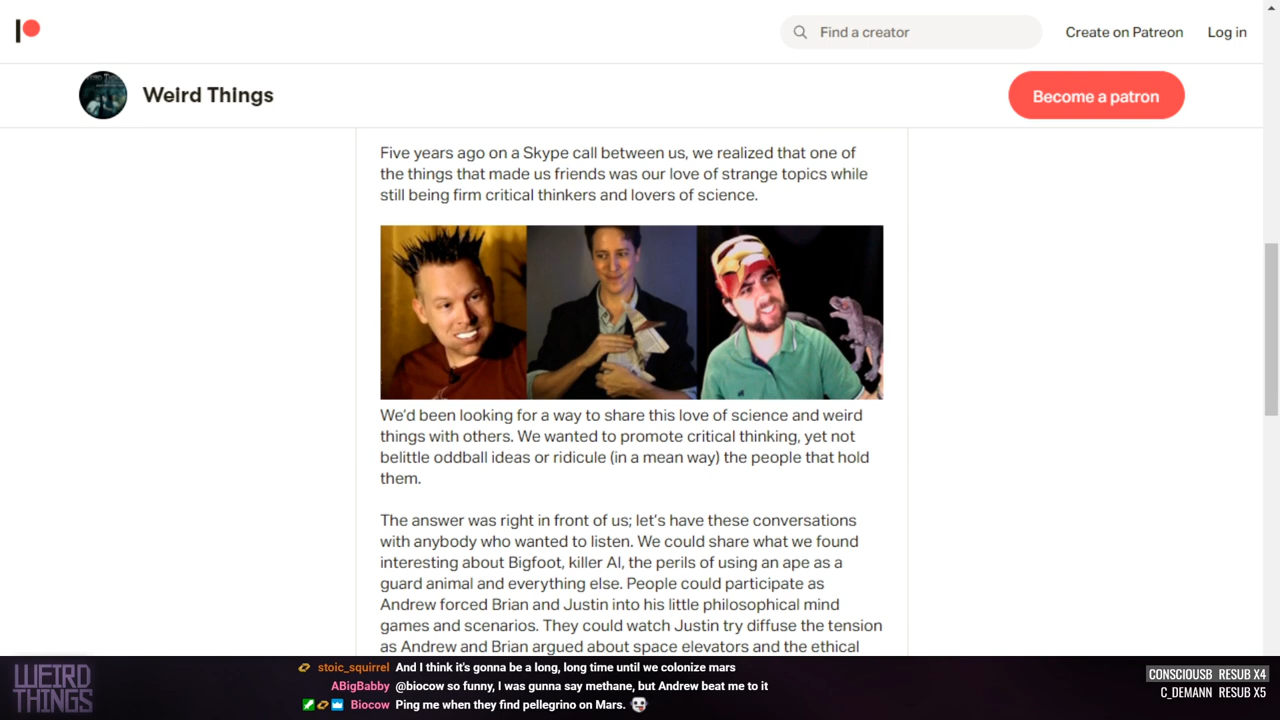 Find a creator
Create on Patreon
Log in
Weird Things
Become a patron
Five years ago on a Skype call between us, we realized that one of
the things that made us friends was our love of strange topics while
still being firm critical thinkers and lovers of science.
We'd been looking for a way to share this love of science and weird
things with others. We wanted to promote critical thinking, yet not
belittle oddball ideas or ridicule (in a mean way) the people that hold
them.
The answer was right in front of us; let's have these conversations
with anybody who wanted to listen. We could share what we found
interesting about Bigfoot, killer AI, the perils of using an ape as a
guard animal and everything else. People could participate as
Andrew forced Brian and Justin into his little philosophical mind
games and scenarios. They could watch Justin try diffuse the tension
as Andrew and Brian argued about space elevators and the ethical
WEIRD
THINGS
stoic_squirrel And I think it's gonna be a long, long time until we colonize mars
ABigBabby @biocow so funny, I was gunna say methane, but Andrew beat me to it
Biocow Ping me when they find pellegrino on Mars.
CONSCIOUSB RESUB X4
C_DEMANN RESUB X5